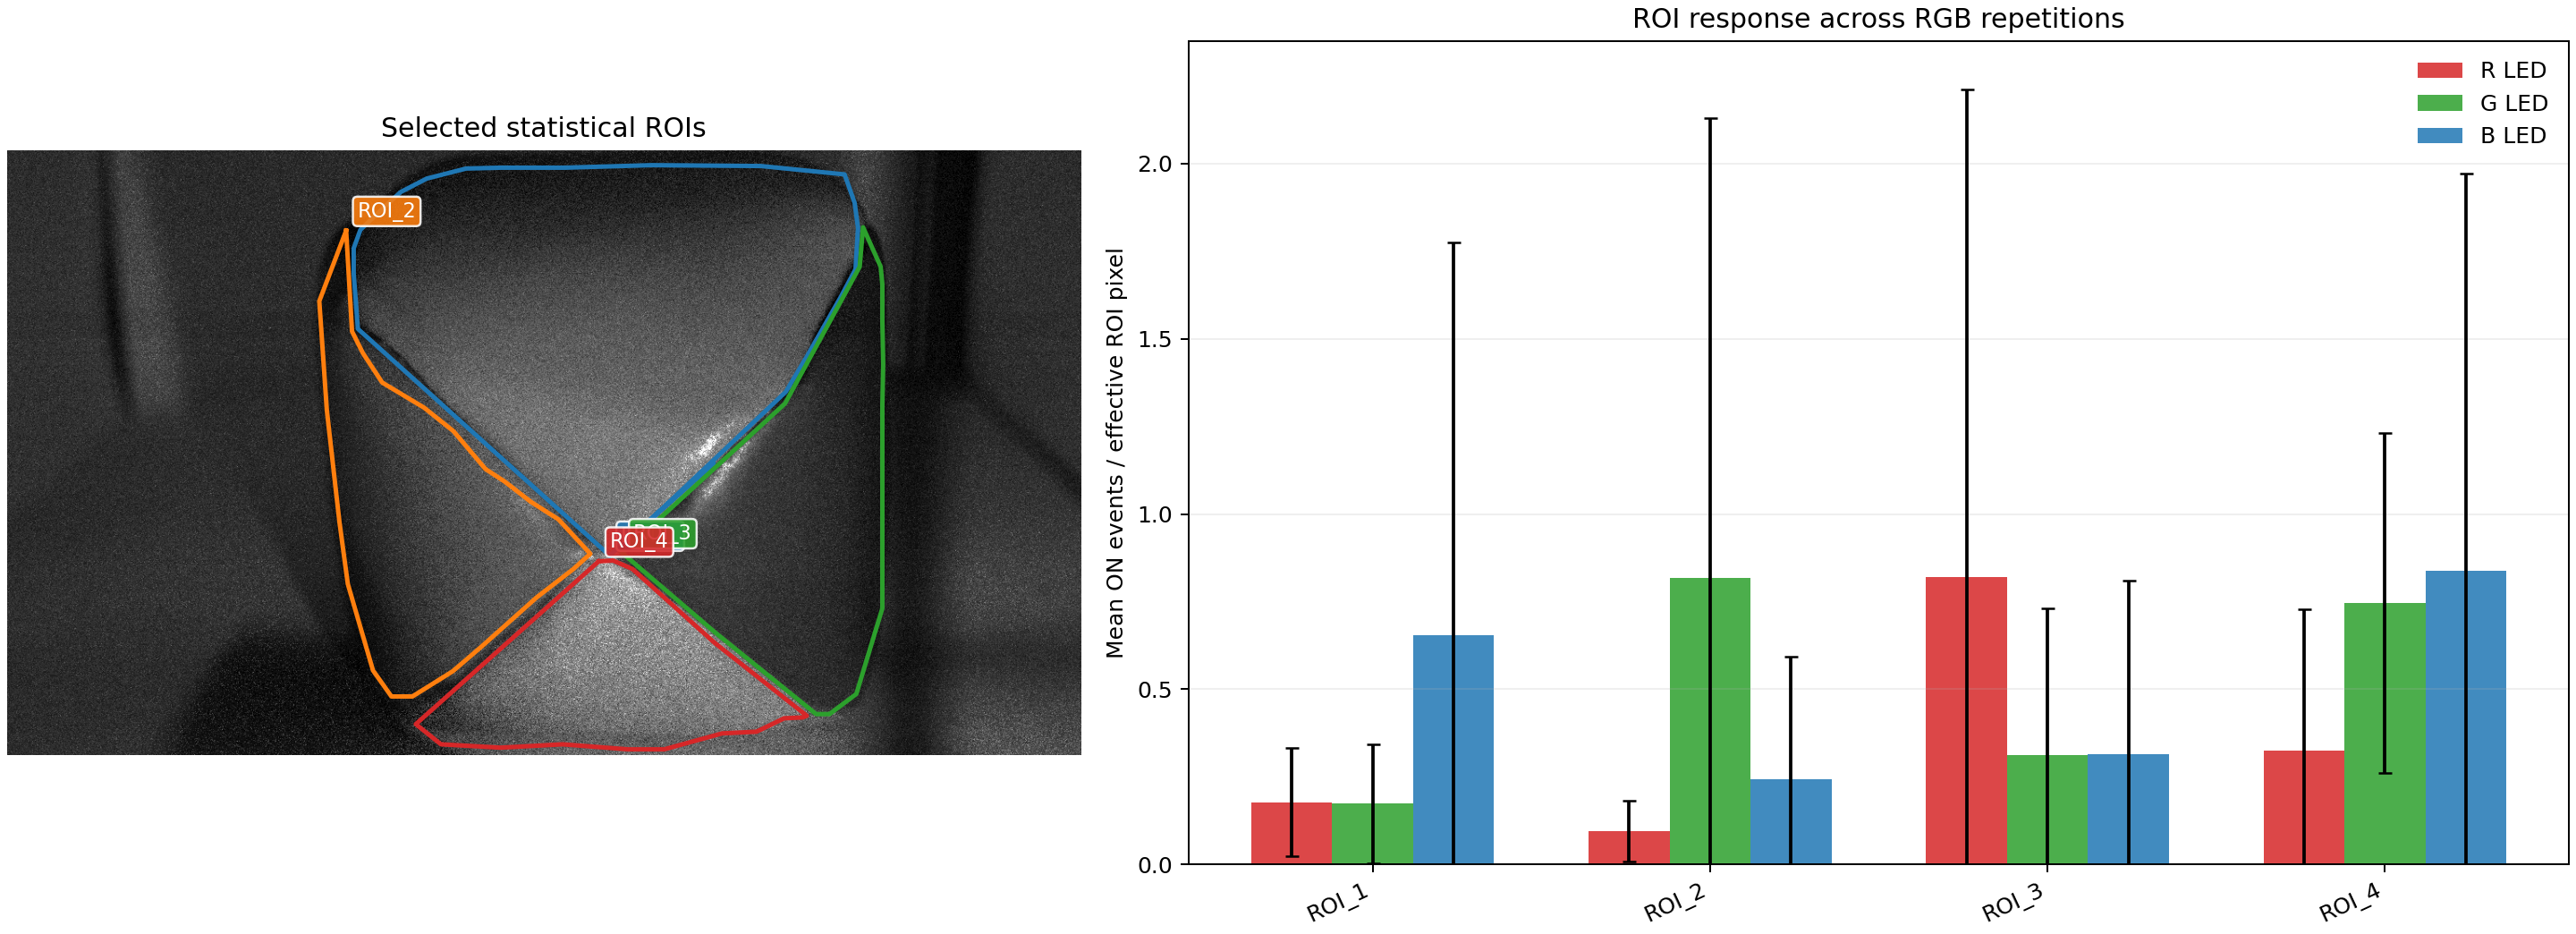 Selected statistical ROIs
ROI_2
ROI_3
ROI_4
ROI response across RGB repetitions
R LED
G LED
B LED
Mean ON events / effective ROI pixel
2.0
1.5
1.0
0.5
0.0
ROI_1
ROI_2
ROI_3
ROI_4